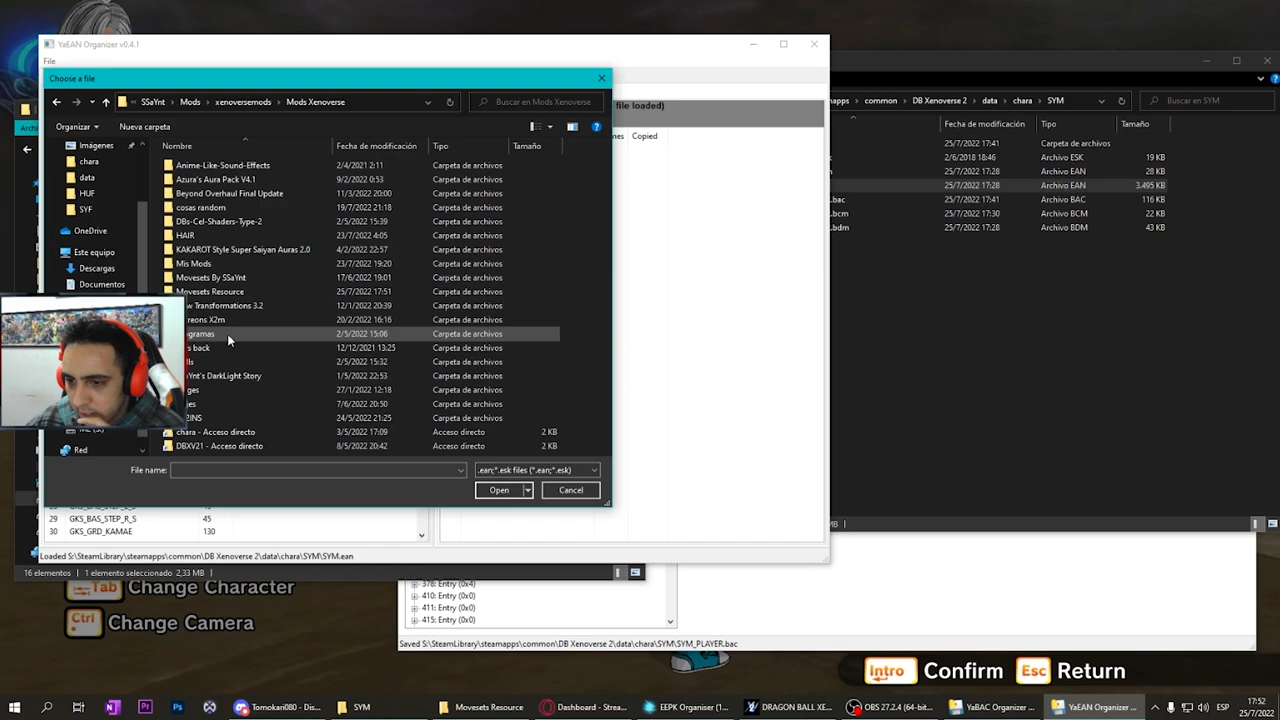 YaEAN Organizer v0.4.1
File
Choose a file
SSaYnt
Mods
xenoversemods
Mods Xenoverse
Buscar en Mods Xenoverse
file loaded)
mapps
common
DB Xenoverse 2
data
chara
SYM
Buscar en SYM
Organizar
Nueva carpeta
Copied
Imágenes
chara
data
HUF
SYF
OneDrive
Este equipo
Descargas
Documentos
Red
Nombre
Fecha de modificación
Tipo
Tamaño
Anime-Like-Sound-Effects 2/4/2021 2:11 Carpeta de archivos
Azura's Aura Pack V4.1 9/2/2022 0:53 Carpeta de archivos
Beyond Overhaul Final Update 11/3/2022 20:00 Carpeta de archivos
cosas random 19/7/2022 21:18 Carpeta de archivos
DBs-Cel-Shaders-Type-2 2/5/2022 15:39 Carpeta de archivos
HAIR 23/7/2022 4:05 Carpeta de archivos
KAKAROT Style Super Saiyan Auras 2.0 4/2/2022 22:57 Carpeta de archivos
Mis Mods 23/7/2022 19:20 Carpeta de archivos
Movesets By SSaYnt 17/6/2022 19:01 Carpeta de archivos
Movesets Resource 25/7/2022 17:51 Carpeta de archivos
w Transformations 3.2 12/1/2022 20:39 Carpeta de archivos
reons X2m 20/2/2022 16:16 Carpeta de archivos
gramas 2/5/2022 15:06 Carpeta de archivos
s back 12/12/2021 13:25 Carpeta de archivos
lls 2/5/2022 15:32 Carpeta de archivos
Ynt's DarkLight Story 1/5/2022 22:53 Carpeta de archivos
ges 27/1/2022 12:18 Carpeta de archivos
es 7/6/2022 20:50 Carpeta de archivos
2INS 24/5/2022 21:25 Carpeta de archivos
chara - Acceso directo 3/5/2022 17:09 Acceso directo 2 KB
DBXV21 - Acceso directo 8/5/2022 20:42 Acceso directo 2 KB
File name:
.ean;*.esk files (*.ean;*.esk)
Open
Cancel
Fecha de modificación Tipo Tamaño
25/7/2022 17:41 Carpeta de archivos
2/6/2018 18:46 Archivo ESK 19 KB
25/7/2022 17:28 Archivo EAN 28 KB
25/7/2022 17:28 Archivo EAN 3.495 KB
.bac 25/7/2022 17:41 Archivo BAC 116 KB
.bcm 25/7/2022 17:30 Archivo BCM 22 KB
.bdm 25/7/2022 17:28 Archivo BDM 43 KB
29 GKS_BAS_STEP_R_S 45
30 GKS_GRD_KAMAE 130
Loaded S:\SteamLibrary\steamapps\common\DB Xenoverse 2\data\chara\SYM\SYM.ean
16 elementos 1 elemento seleccionado 2,33 MB
378: Entry (0x4)
410: Entry (0x0)
411: Entry (0x0)
415: Entry (0x0)
Saved S:\SteamLibrary\steamapps\common\DB Xenoverse 2\data\chara\SYM\SYM_PLAYER.bac
Tab Change Character
Ctrl Change Camera
Intro Confirm Esc Return
Tomokari080 - Dis...
SYM
Movesets Resource
Dashboard - Strea...
EEPK Organiser (1...
DRAGON BALL XE...
OBS 27.2.4 (64-bit...
YaBAC Organizer ...
YaEAN Organizer ...
ESP
17:52
25/7/2022